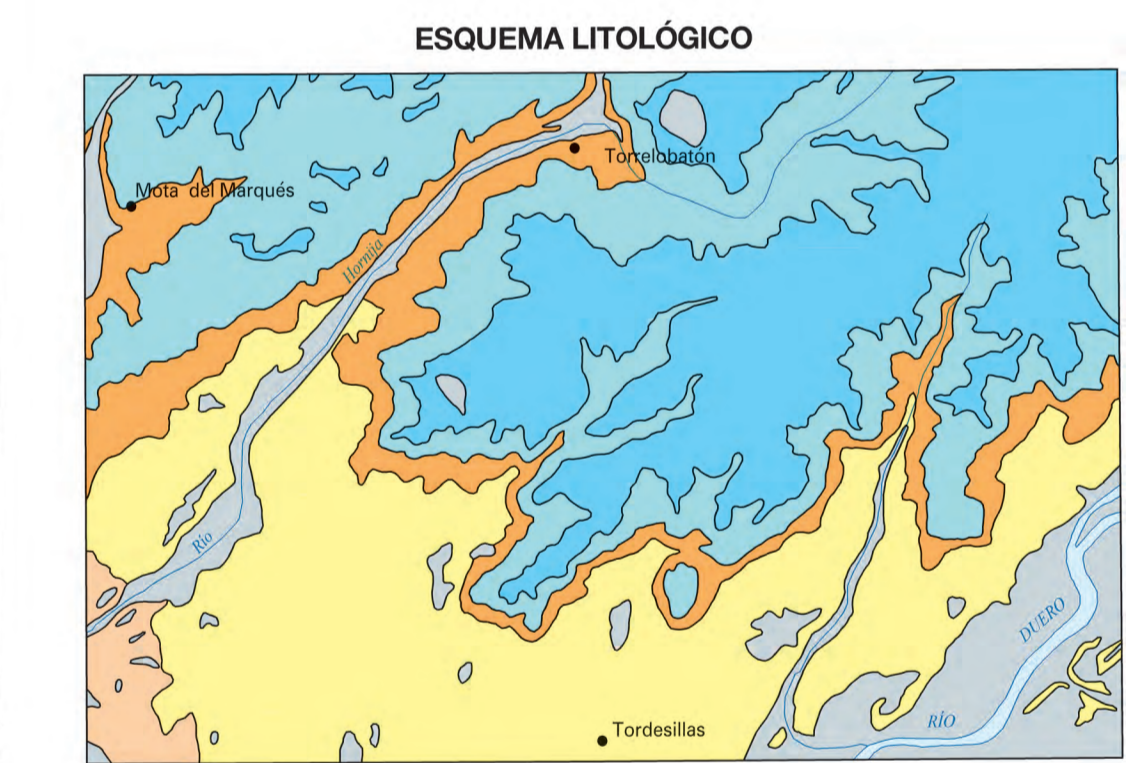 ESQUEMA LITOLÓGICO
Torrelobatón
Mota del Marqués
Hornija
Río
DUERO
RÍO
Tordesillas